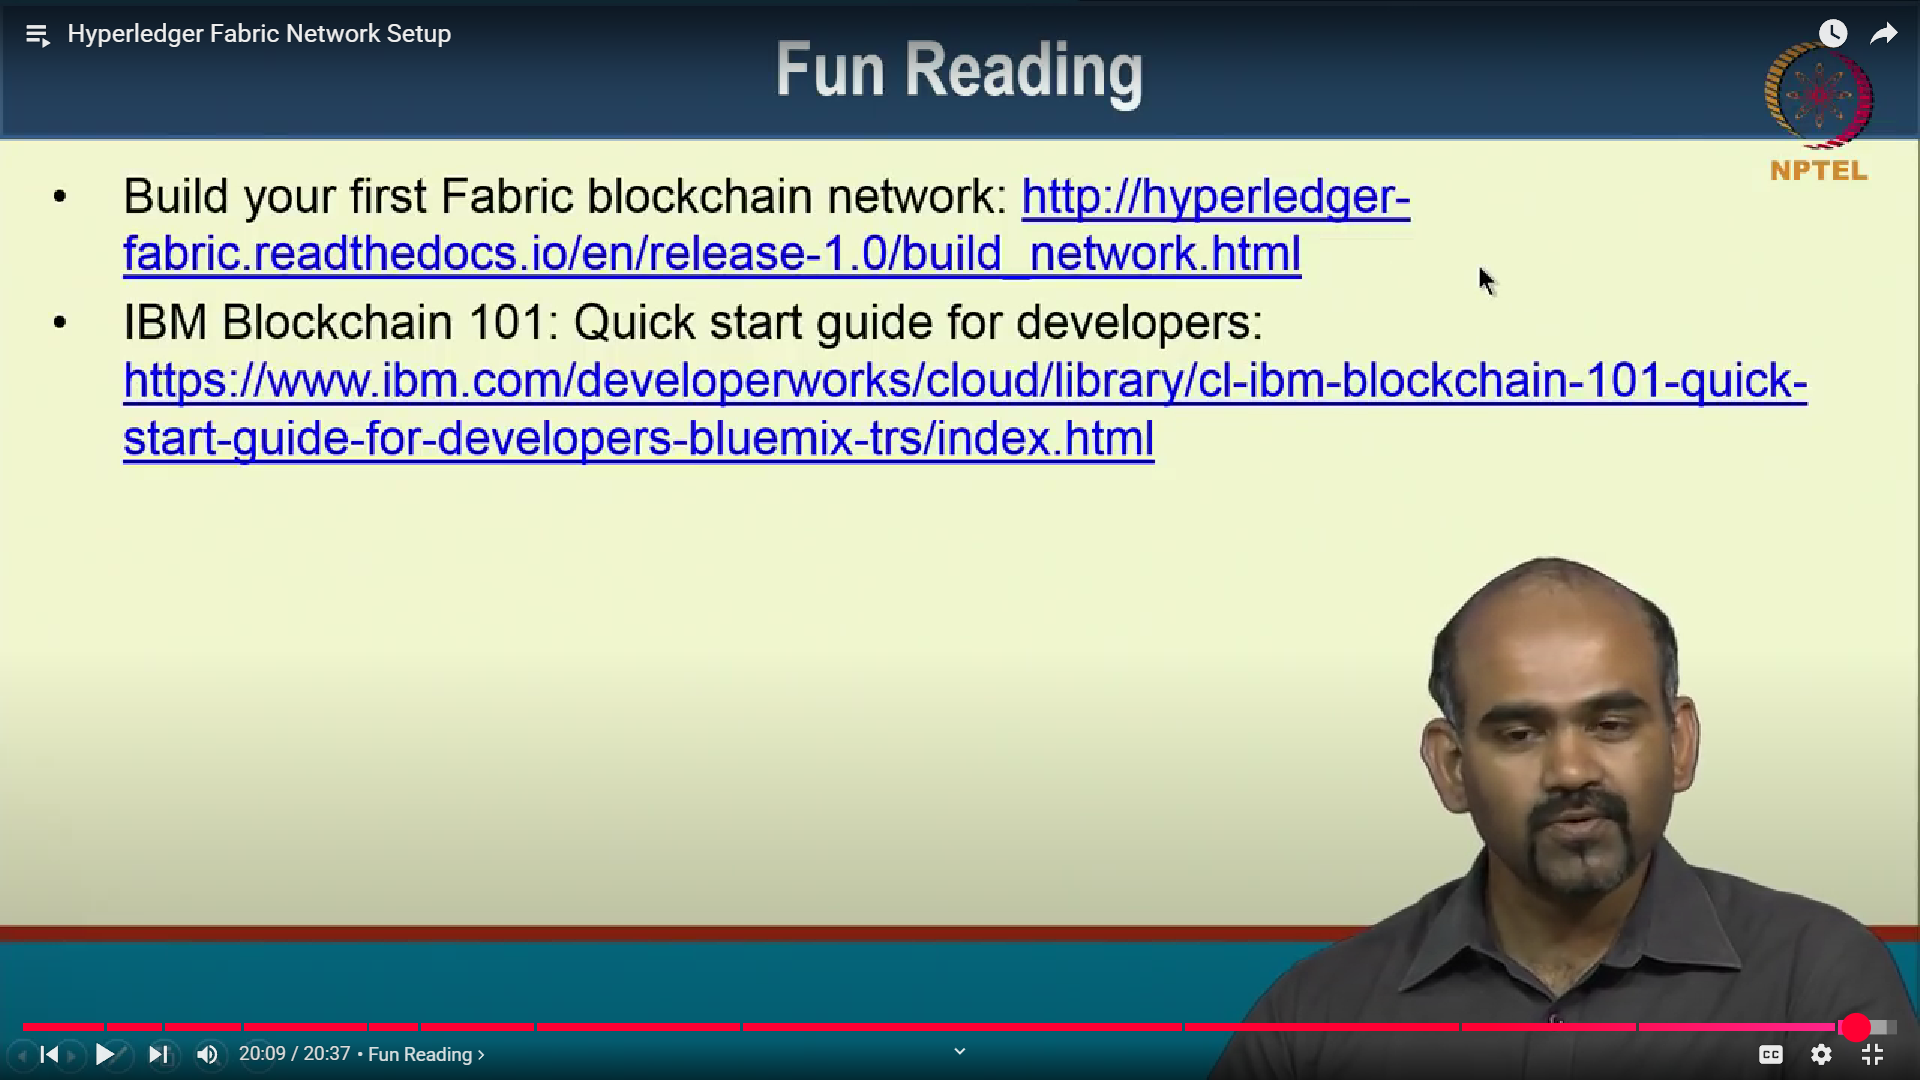 Hyperledger Fabric Network Setup
Fun Reading
NPTEL
• Build your first Fabric blockchain network: http://hyperledger-
fabric.readthedocs.io/en/release-1.0/build_network.html
• IBM Blockchain 101: Quick start guide for developers:
https://www.ibm.com/developerworks/cloud/library/cl-ibm-blockchain-101-quick-
start-guide-for-developers-bluemix-trs/index.html
20:09 / 20:37 • Fun Reading ›
CC